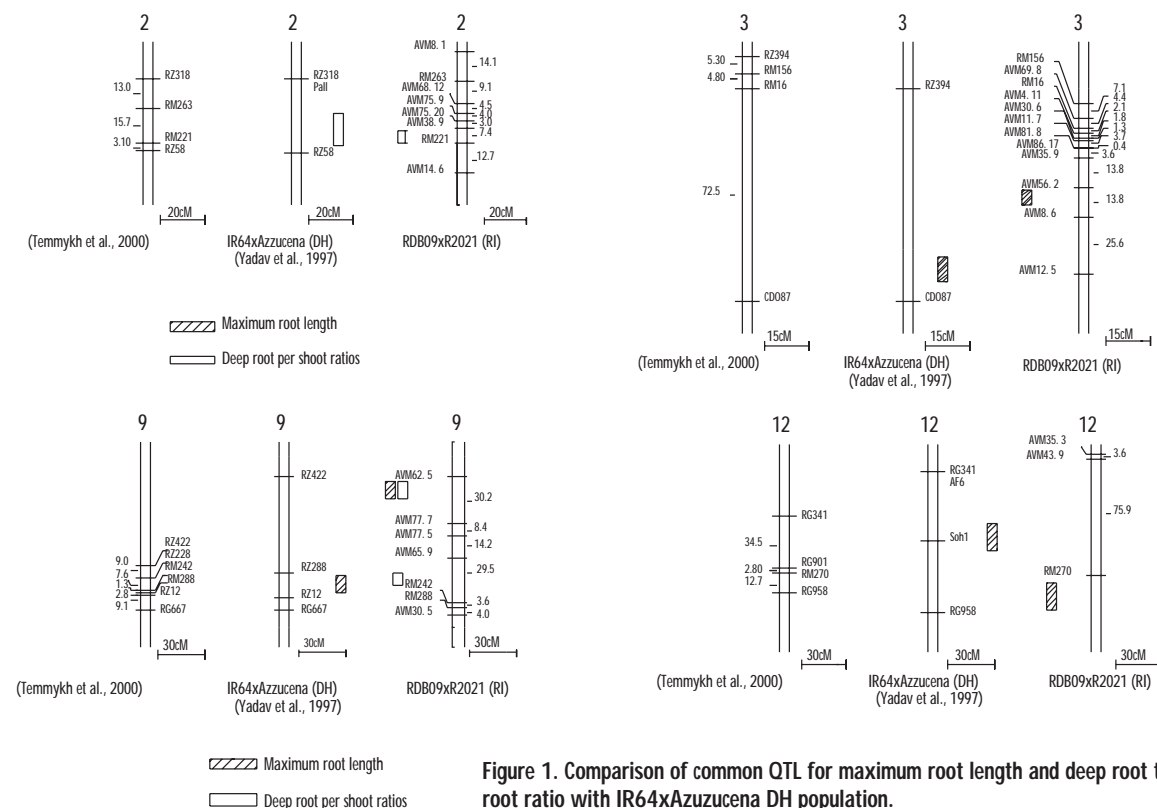 2
RZ318
13.0
RM263
15.7
RM221
3.10
RZ58
20cM
(Temmykh et al., 2000)
2
RZ318
Pall
RZ58
20cM
IR64xAzzucena (DH)
(Yadav et al., 1997)
2
AVM8. 1
14.1
RM263
AVM68. 12
9.1
AVM75. 9
4.5
AVM75. 20
4.0
AVM38. 9
3.0
7.4
RM221
12.7
AVM14. 6
20cM
RDB09xR2021 (RI)
Maximum root length
Deep root per shoot ratios
3
RZ394
5.30
RM156
4.80
RM16
72.5
CDO87
15cM
(Temmykh et al., 2000)
3
RZ394
CDO87
15cM
IR64xAzzucena (DH)
(Yadav et al., 1997)
3
RM156
AVM69. 8
RM16
7.1
AVM4. 11
4.4
AVM30. 6
2.1
AVM11. 7
1.8
AVM81. 8
1.3
3.7
AVM86. 17
0.4
AVM35. 9
3.6
13.8
AVM56. 2
13.8
AVM8. 6
25.6
AVM12. 5
15cM
RDB09xR2021 (RI)
9
RZ422
RZ228
9.0
RM242
7.6
RM288
1.3
RZ12
2.8
9.1
RG667
30cM
(Temmykh et al., 2000)
9
RZ422
RZ288
RZ12
RG667
30cM
IR64xAzzucena (DH)
(Yadav et al., 1997)
9
AVM62. 5
30.2
AVM77. 7
8.4
AVM77. 5
14.2
AVM65. 9
29.5
RM242
RM288
3.6
AVM30. 5
4.0
30cM
RDB09xR2021 (RI)
12
RG341
34.5
RG901
2.80
RM270
12.7
RG958
30cM
(Temmykh et al., 2000)
12
RG341
AF6
Soh1
RG958
30cM
IR64xAzzucena (DH)
(Yadav et al., 1997)
12
AVM35. 3
AVM43. 9
3.6
75.9
RM270
30cM
RDB09xR2021 (RI)
Maximum root length
Deep root per shoot ratios
Figure 1. Comparison of common QTL for maximum root length and deep root t
root ratio with IR64xAzuzucena DH population.